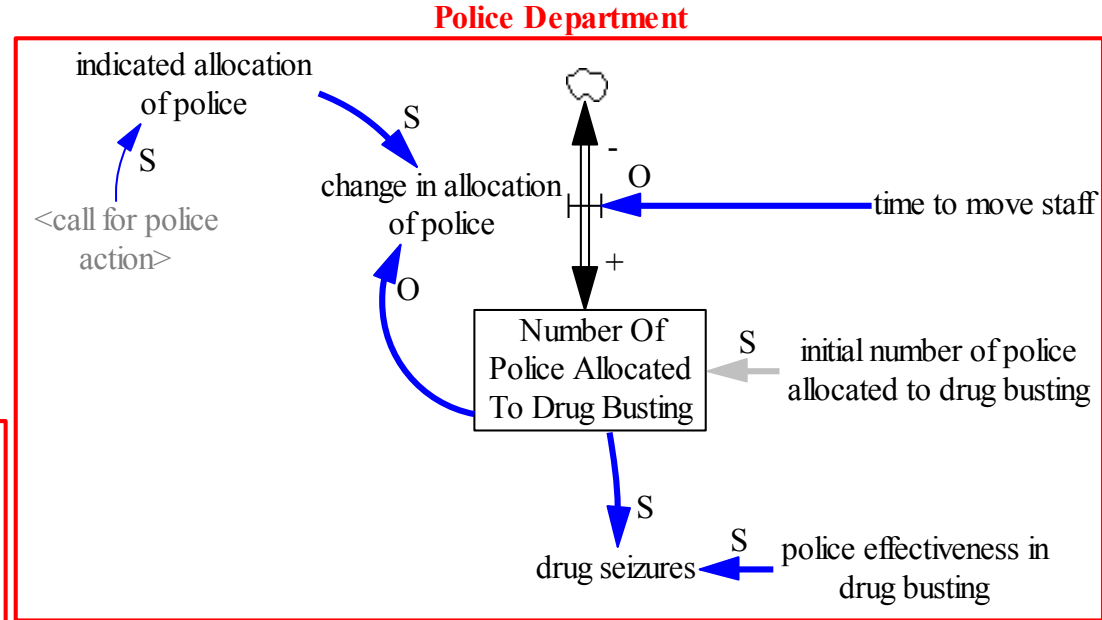 Police Department
indicated allocation
of police
S
S
<call for police
action>
change in allocation
of police
-
O
time to move staff
+
O
Number Of
Police Allocated
To Drug Busting
S
initial number of police
allocated to drug busting
S
drug seizures
S
police effectiveness in
drug busting